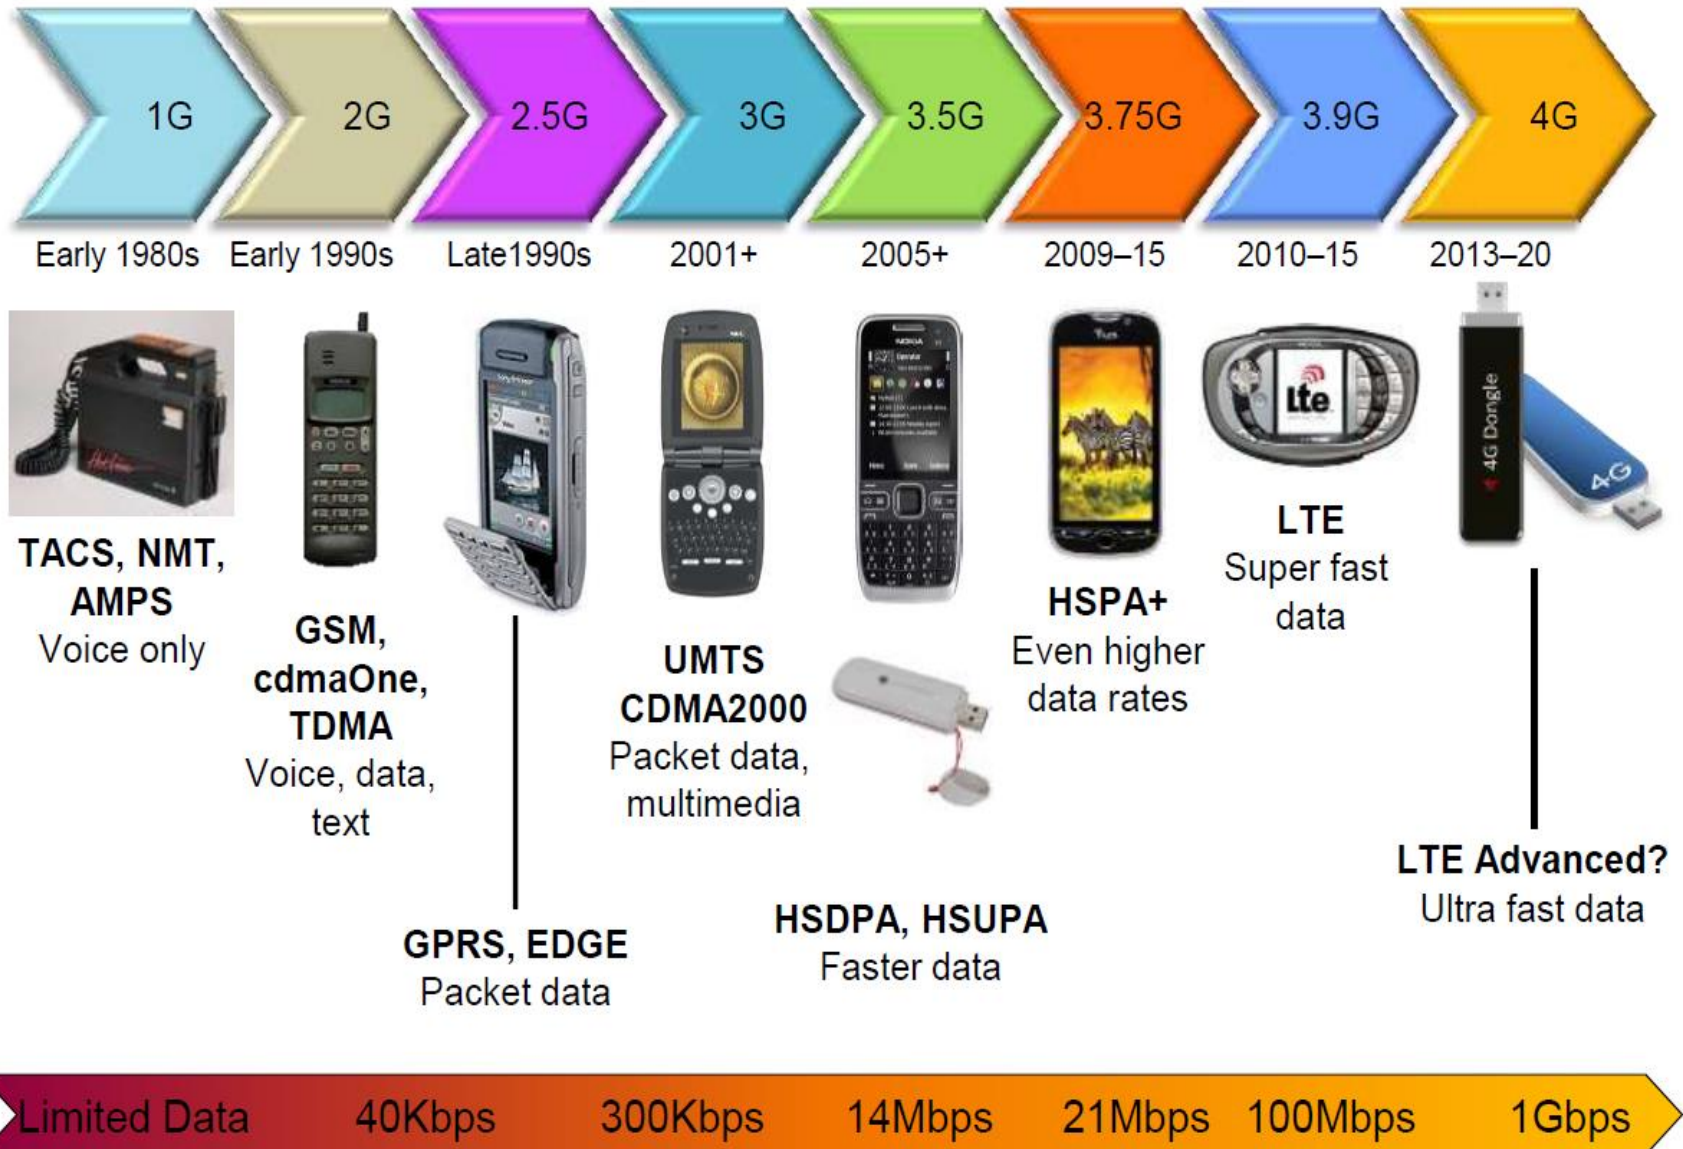 1G
2G
2.5G
3G
3.5G
3.75G
3.9G
4G
Early 1980s
Early 1990s
Late1990s
2001+
2005+
2009–15
2010–15
2013–20
NOKIA
Lte
4G Dongle
4G
TACS, NMT,
AMPS
Voice only
GSM,
cdmaOne,
TDMA
Voice, data,
text
GPRS, EDGE
Packet data
UMTS
CDMA2000
Packet data,
multimedia
HSDPA, HSUPA
Faster data
HSPA+
Even higher
data rates
LTE
Super fast
data
LTE Advanced?
Ultra fast data
Limited Data
40Kbps
300Kbps
14Mbps
21Mbps
100Mbps
1Gbps